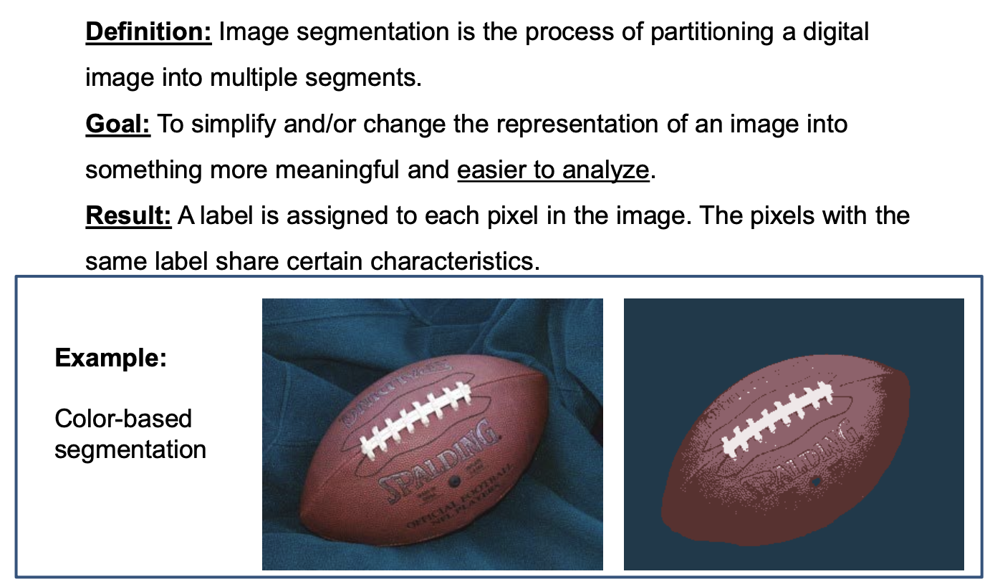 Definition: Image segmentation is the process of partitioning a digital
image into multiple segments.
Goal: To simplify and/or change the representation of an image into
something more meaningful and easier to analyze.
Result: A label is assigned to each pixel in the image. The pixels with the
same label share certain characteristics.
Example:
Color-based
segmentation
SPALDING
OFFICIAL FOOTBALL
NFL PLAYERS
SPALDING